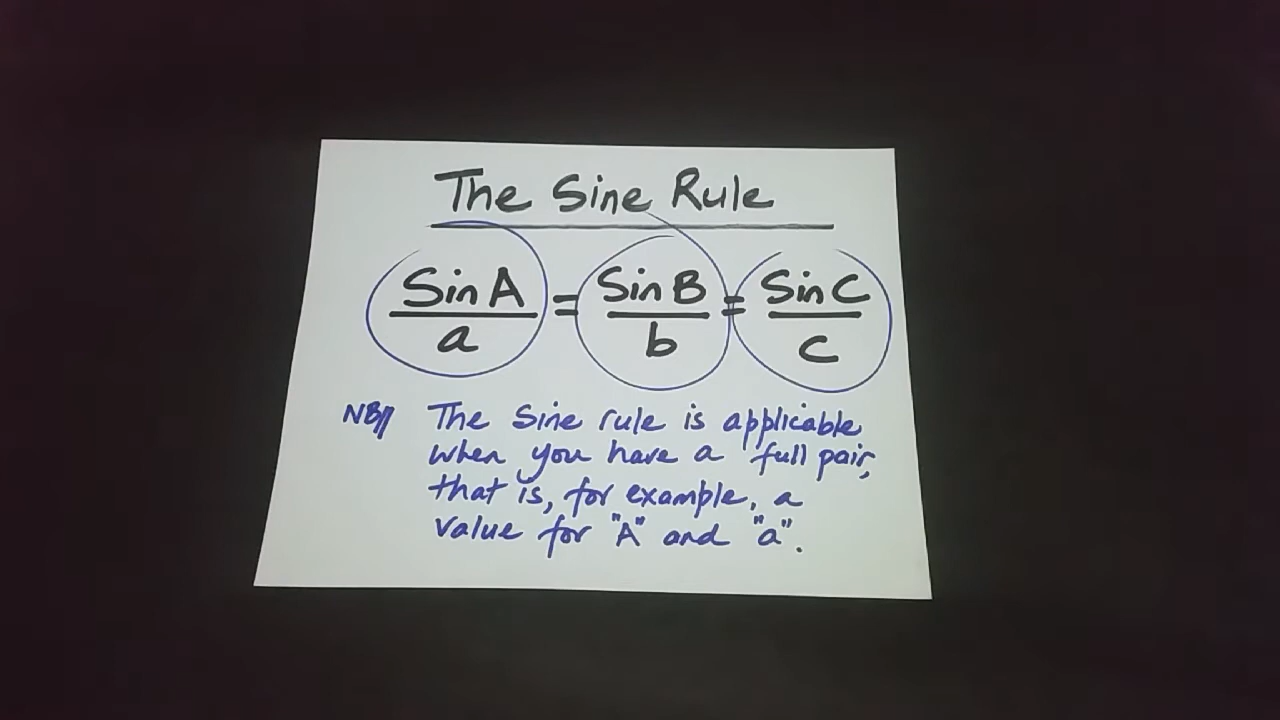 The Sine Rule
Sin A = Sin B = Sin C
a b c
NB// The Sine rule is applicable
when you have a full pair,
that is, for example, a
value for "A" and "a".